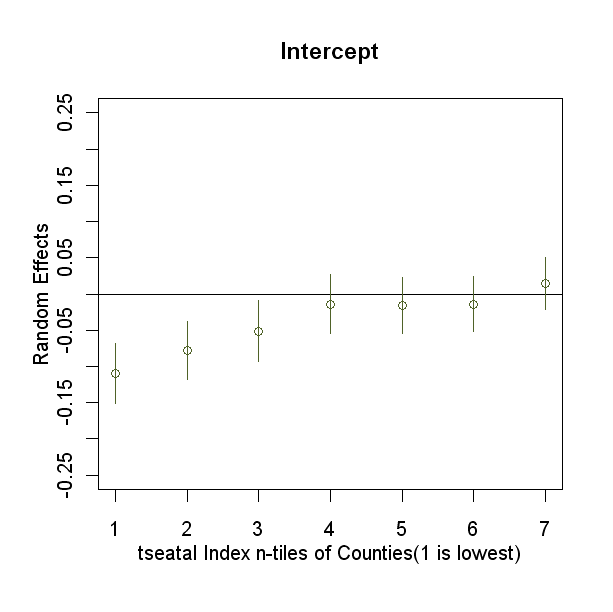 Intercept
Random Effects
0.25
0.15
0.05
-0.05
-0.15
-0.25
1 2 3 4 5 6 7
tseatal Index n-tiles of Counties(1 is lowest)